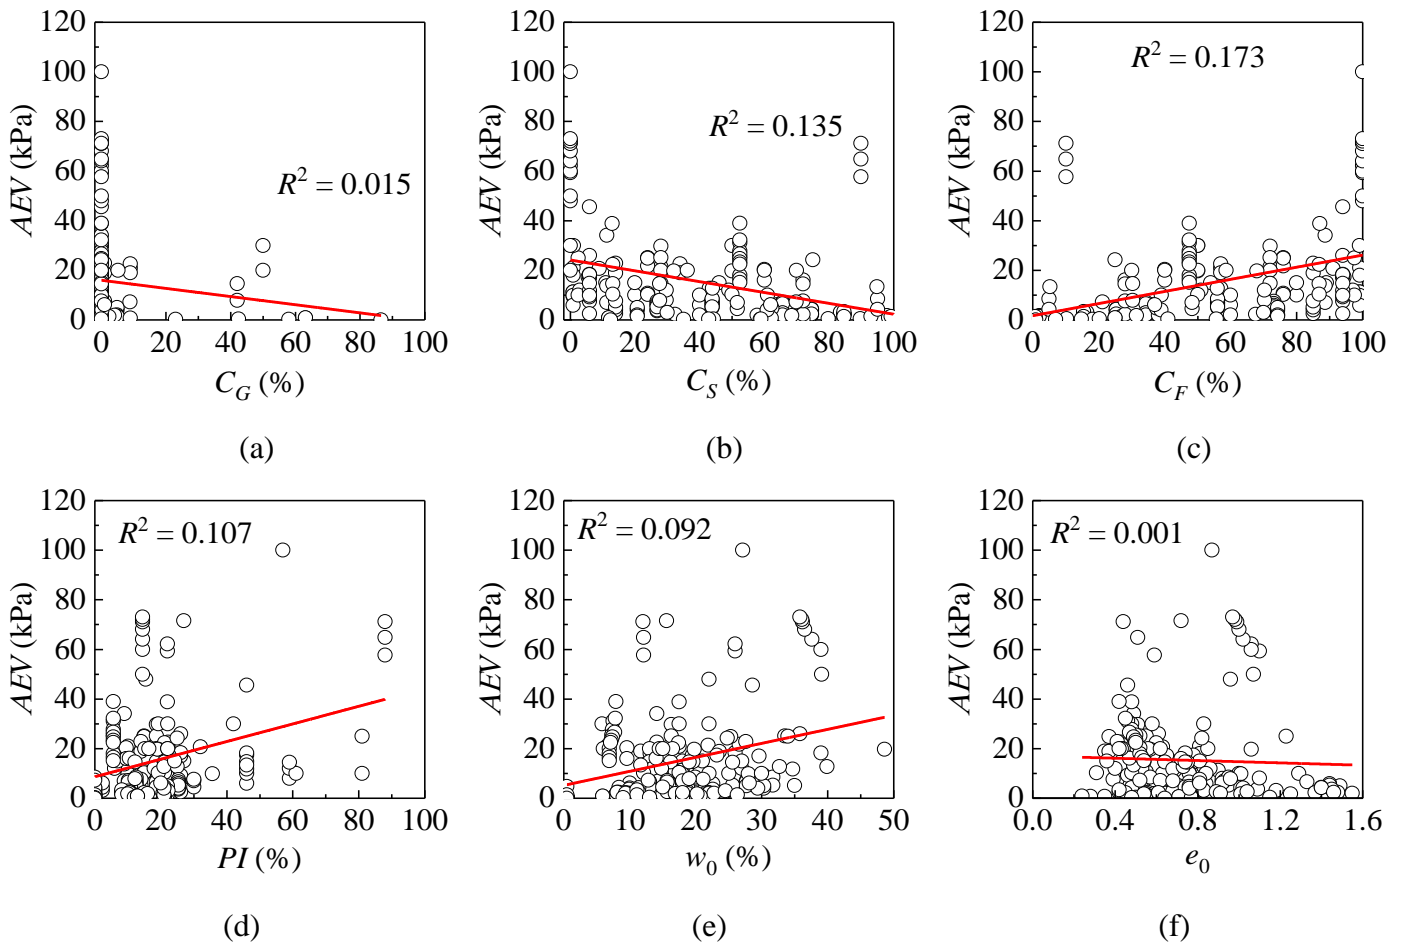 120
100
80
60
40
20
0
AEV (kPa)
R² = 0.015
0 20 40 60 80 100
C_G (%)
(a)
120
100
80
60
40
20
0
AEV (kPa)
R² = 0.135
0 20 40 60 80 100
C_S (%)
(b)
120
100
80
60
40
20
0
AEV (kPa)
R² = 0.173
0 20 40 60 80 100
C_F (%)
(c)
120
100
80
60
40
20
0
AEV (kPa)
R² = 0.107
0 20 40 60 80 100
PI (%)
(d)
120
100
80
60
40
20
0
AEV (kPa)
R² = 0.092
0 10 20 30 40 50
w₀ (%)
(e)
120
100
80
60
40
20
0
AEV (kPa)
R² = 0.001
0.0 0.4 0.8 1.2 1.6
e₀
(f)